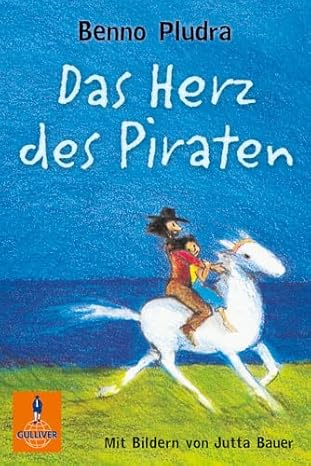 Benno Pludra
Das Herz
des Piraten
GULLIVER
Mit Bildern von Jutta Bauer